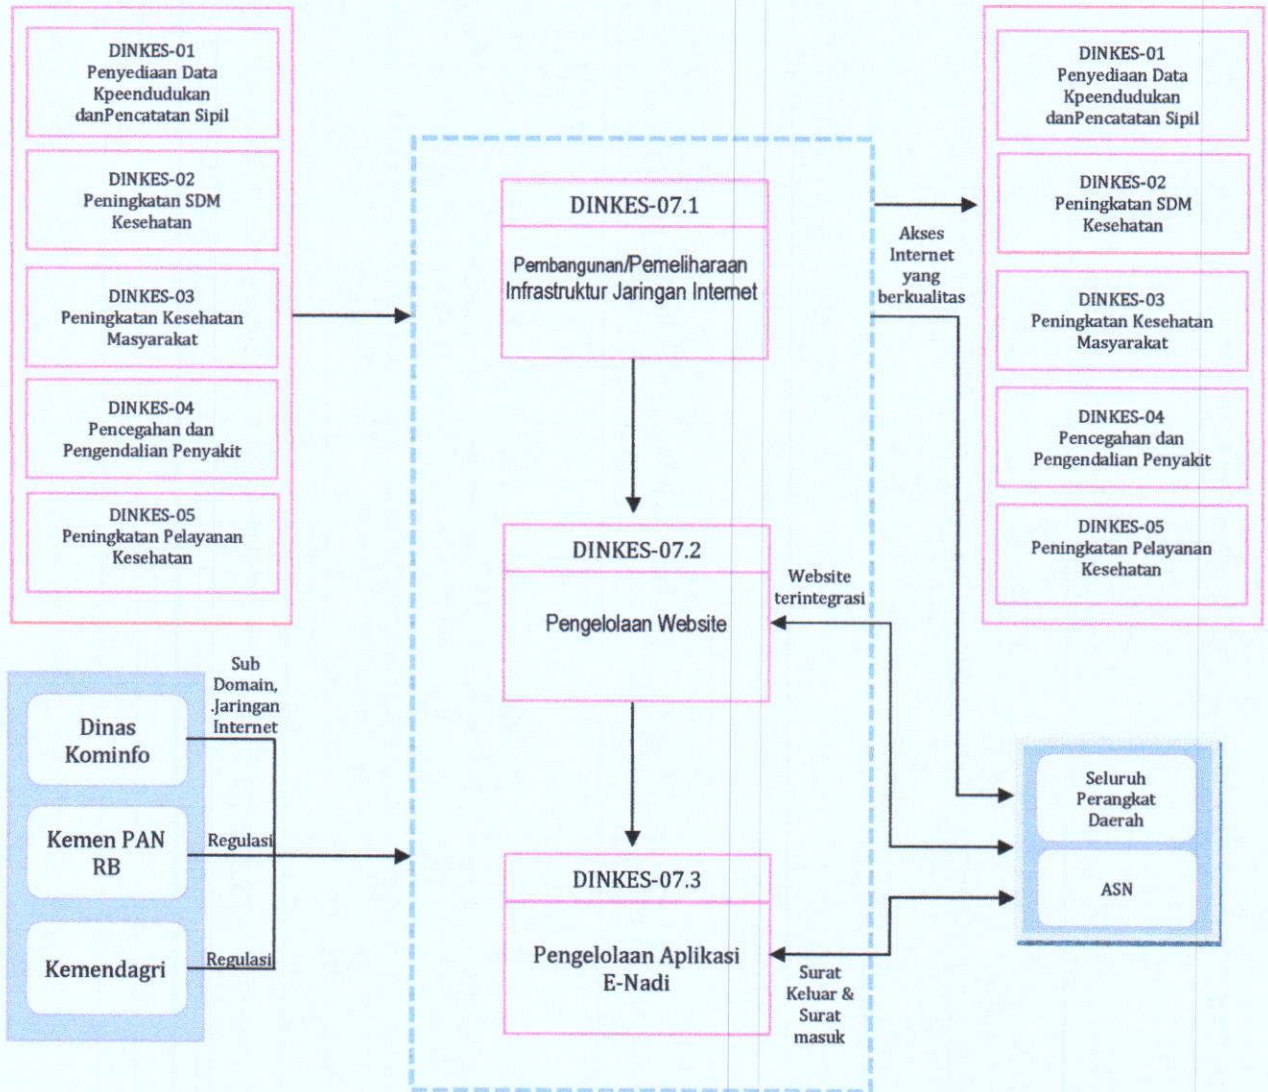 DINKES-01
Penyediaan Data
Kpeendudukan
danPencatatan Sipil
DINKES-02
Peningkatan SDM
Kesehatan
DINKES-03
Peningkatan Kesehatan
Masyarakat
DINKES-04
Pencegahan dan
Pengendalian Penyakit
DINKES-05
Peningkatan Pelayanan
Kesehatan
Sub
Domain,
.Jaringan
Internet
Dinas
Kominfo
Kemen PAN
RB
Regulasi
Kemendagri
Regulasi
DINKES-07.1
Pembangunan/Pemeliharaan
Infrastruktur Jaringan Internet
DINKES-07.2
Pengelolaan Website
DINKES-07.3
Pengelolaan Aplikasi
E-Nadi
Akses
Internet
yang
berkualitas
Website
terintegrasi
Surat
Keluar &
Surat
masuk
DINKES-01
Penyediaan Data
Kpeendudukan
danPencatatan Sipil
DINKES-02
Peningkatan SDM
Kesehatan
DINKES-03
Peningkatan Kesehatan
Masyarakat
DINKES-04
Pencegahan dan
Pengendalian Penyakit
DINKES-05
Peningkatan Pelayanan
Kesehatan
Seluruh
Perangkat
Daerah
ASN